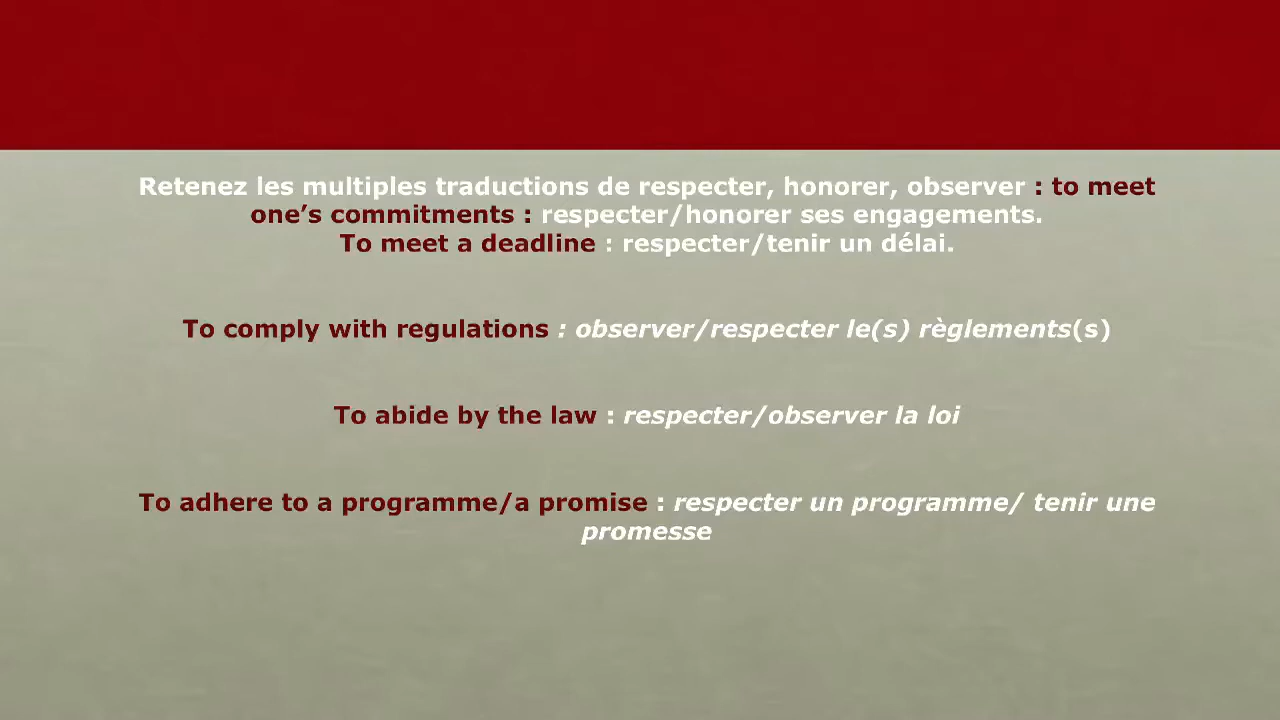 Retenez les multiples traductions de respecter, honorer, observer : to meet
one’s commitments : respecter/honorer ses engagements.
To meet a deadline : respecter/tenir un délai.
To comply with regulations : observer/respecter le(s) règlements(s)
To abide by the law : respecter/observer la loi
To adhere to a programme/a promise : respecter un programme/ tenir une
promesse